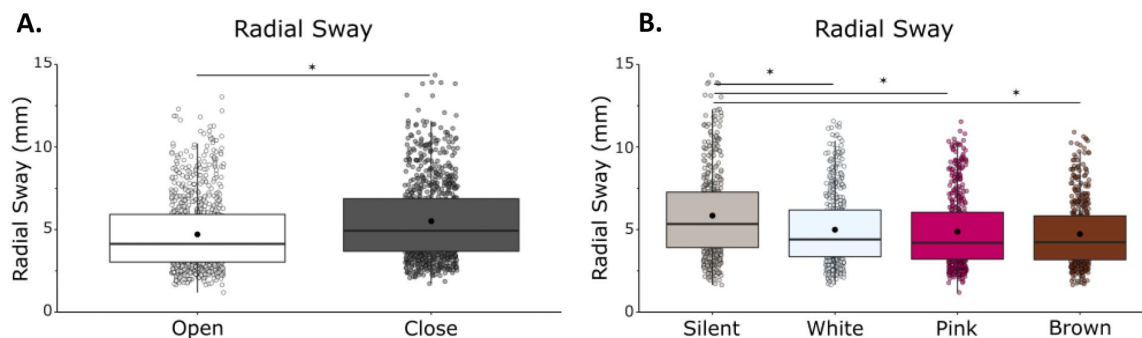 A.
Radial Sway
Radial Sway (mm)
15
10
5
0
*
Open
Close
B.
Radial Sway
Radial Sway (mm)
15
10
5
0
*
*
*
Silent
White
Pink
Brown